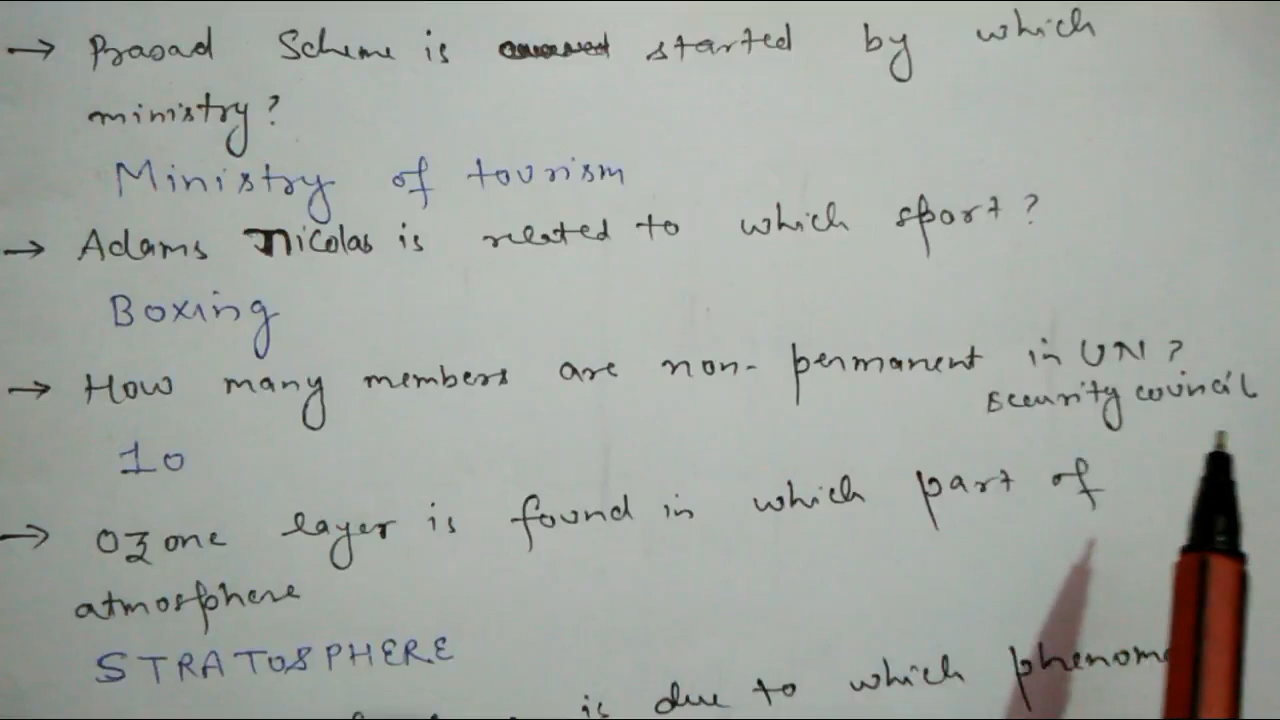 → Prasad Scheme is started by which
ministry?
Ministry of tourism
→ Adams Nicolas is related to which sport?
Boxing
→ How many members are non-permanent in UN?
security council
10
→ Ozone layer is found in which part of
atmosphere
STRATOSPHERE
is due to which